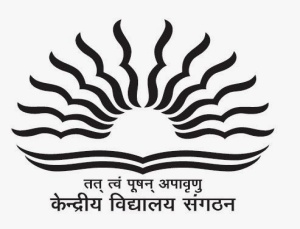 तत् त्वं पूषन् अपावृणु
केन्द्रीय विद्यालय संगठन